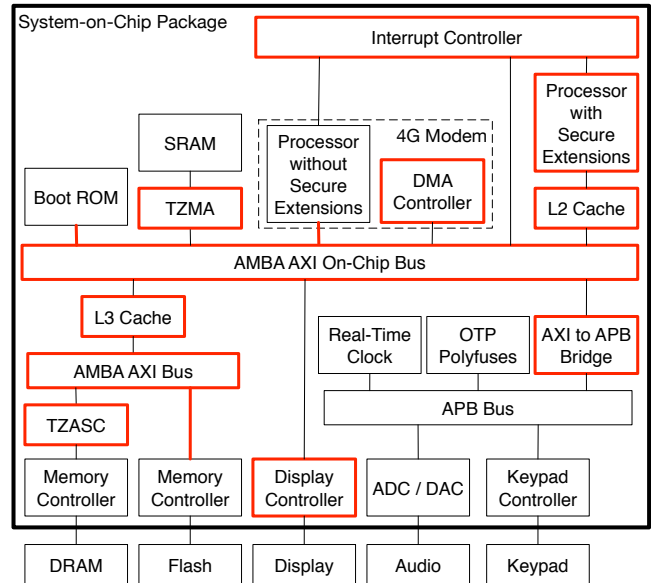 System-on-Chip Package
Interrupt Controller
Processor
with
Secure
Extensions
4G Modem
SRAM
Processor
without
Secure
Extensions
DMA
Controller
Boot ROM
TZMA
L2 Cache
AMBA AXI On-Chip Bus
L3 Cache
Real-Time
Clock
OTP
Polyfuses
AXI to APB
Bridge
AMBA AXI Bus
APB Bus
TZASC
Memory
Controller
Memory
Controller
Display
Controller
ADC / DAC
Keypad
Controller
DRAM
Flash
Display
Audio
Keypad